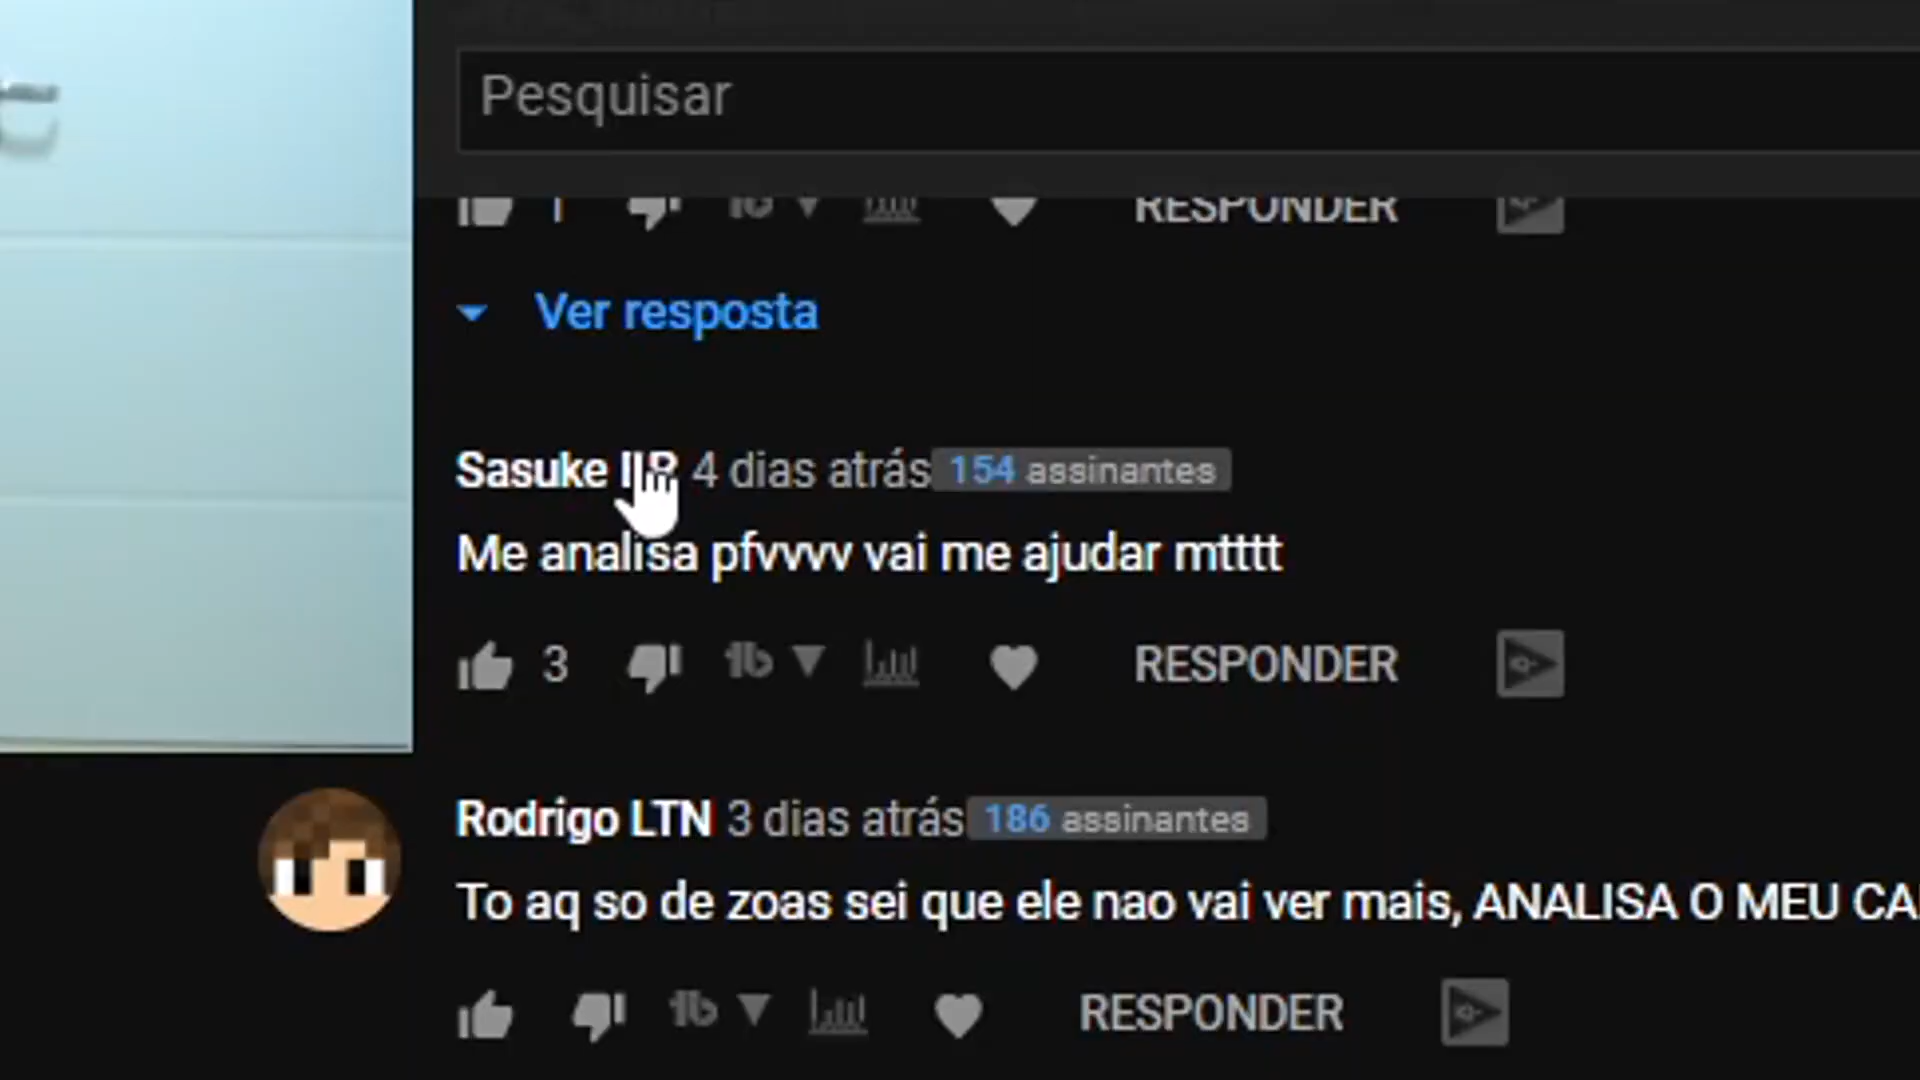 Pesquisar
1 RESPONDER
Ver resposta
Sasuke 4 dias atrás 154 assinantes
Me analisa pfvvvv vai me ajudar mtttt
3 RESPONDER
Rodrigo LTN 3 dias atrás 186 assinantes
To aq so de zoas sei que ele nao vai ver mais, ANALISA O MEU
RESPONDER